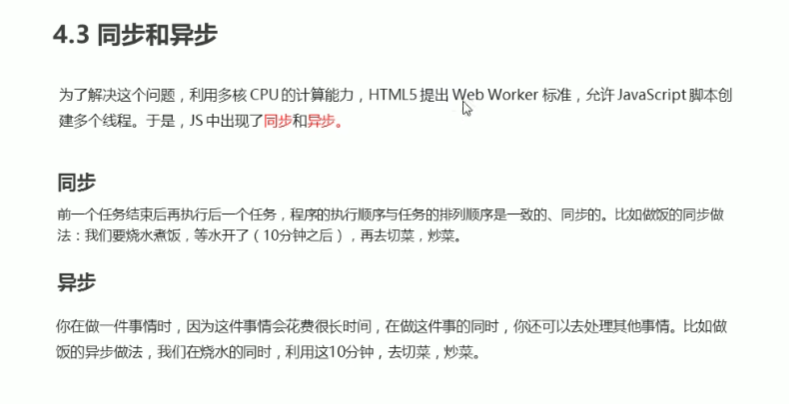 4.3 同步和异步
为了解决这个问题，利用多核 CPU 的计算能力，HTML5 提出 Web Worker 标准，允许 JavaScript 脚本创
建多个线程。于是，JS 中出现了同步和异步。
同步
前一个任务结束后再执行后一个任务，程序的执行顺序与任务的排列顺序是一致的、同步的。比如做饭的同步做
法：我们要烧水煮饭，等水开了（10分钟之后），再去切菜，炒菜。
异步
你在做一件事情时，因为这件事情会花费很长时间，在做这件事的同时，你还可以去处理其他事情。比如做
饭的异步做法，我们在烧水的同时，利用这10分钟，去切菜，炒菜。